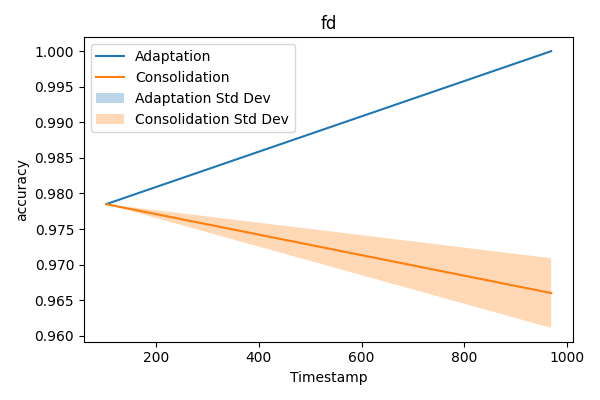 fd
Adaptation
Consolidation
Adaptation Std Dev
Consolidation Std Dev
1.000
0.995
0.990
0.985
0.980
0.975
0.970
0.965
0.960
accuracy
200
400
600
800
1000
Timestamp